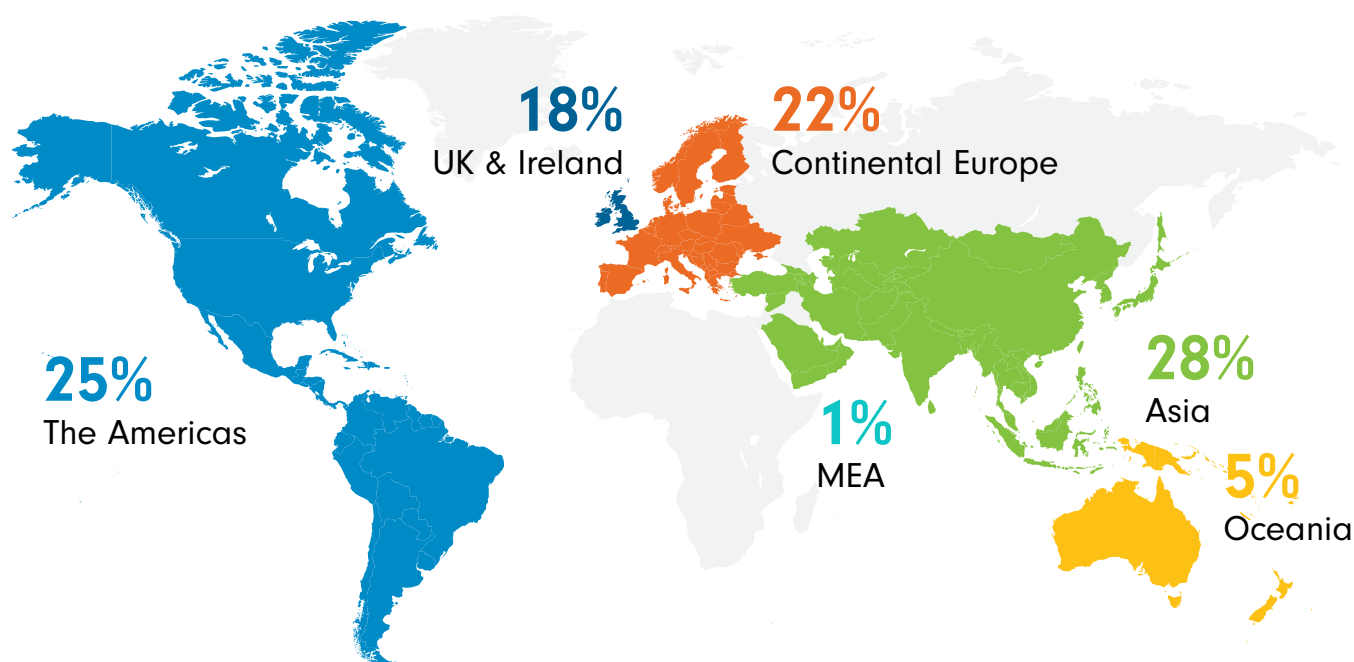 18%
UK & Ireland
22%
Continental Europe
25%
The Americas
28%
Asia
1%
MEA
5%
Oceania